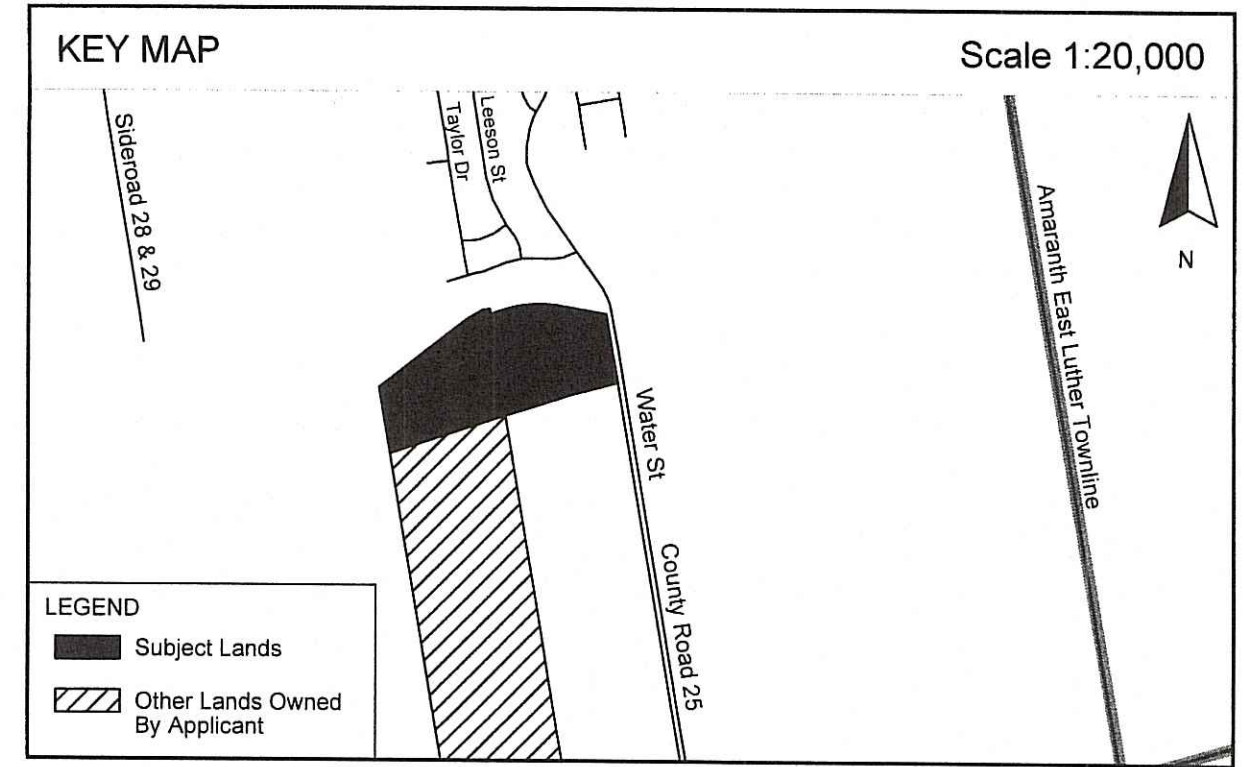 KEY MAP
Scale 1:20,000
Sideroad 28 & 29
Taylor Dr
Leeson St
Amaranth East Luther Townline
N
Water St
County Road 25
LEGEND
Subject Lands
Other Lands Owned
By Applicant